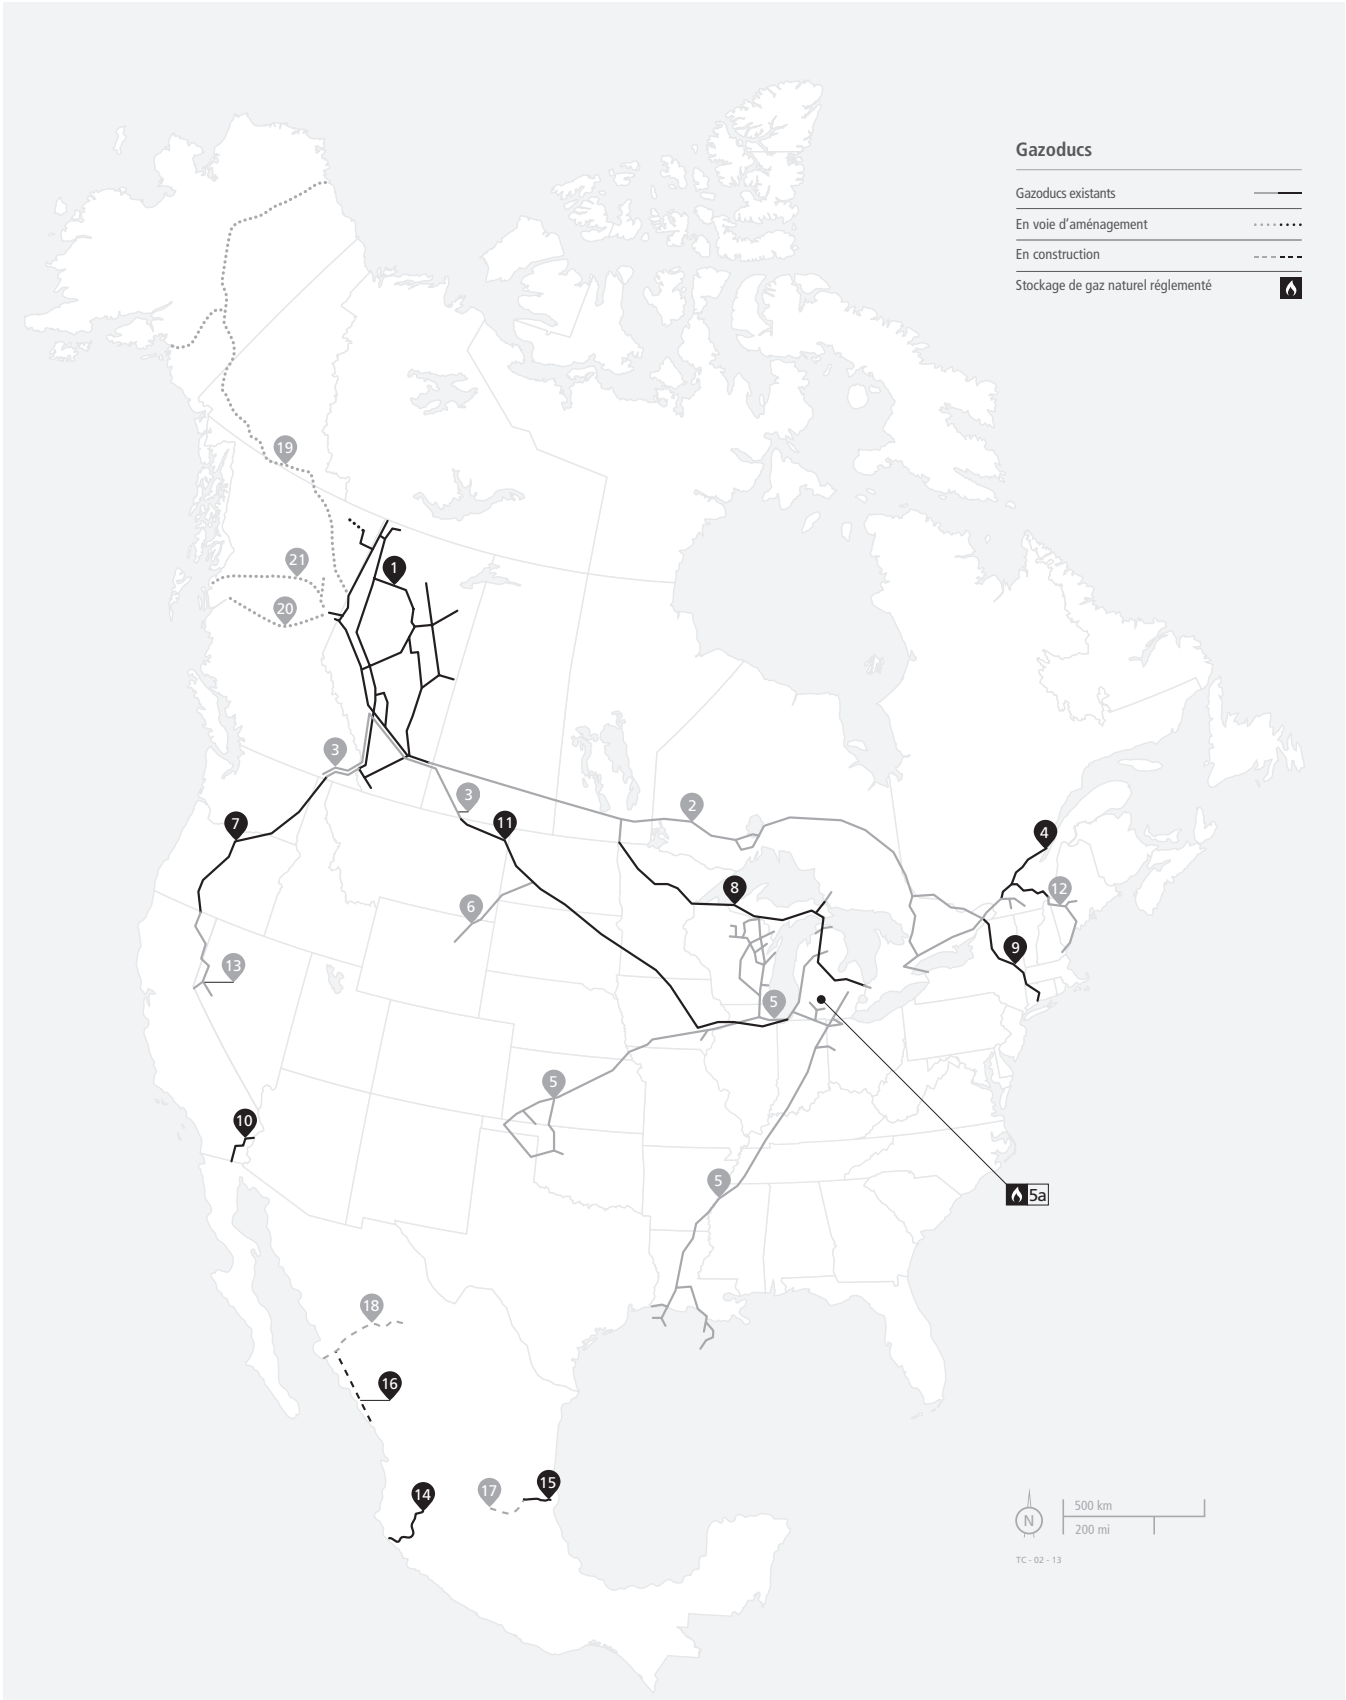 Gazoducs
Gazoducs existants
En voie d'aménagement
En construction
Stockage de gaz naturel réglementé
19
21
1
20
3
3
2
7
11
4
8
12
6
9
13
5
5
10
5
5a
18
16
17
15
14
500 km
N
200 mi
TC - 02 - 13